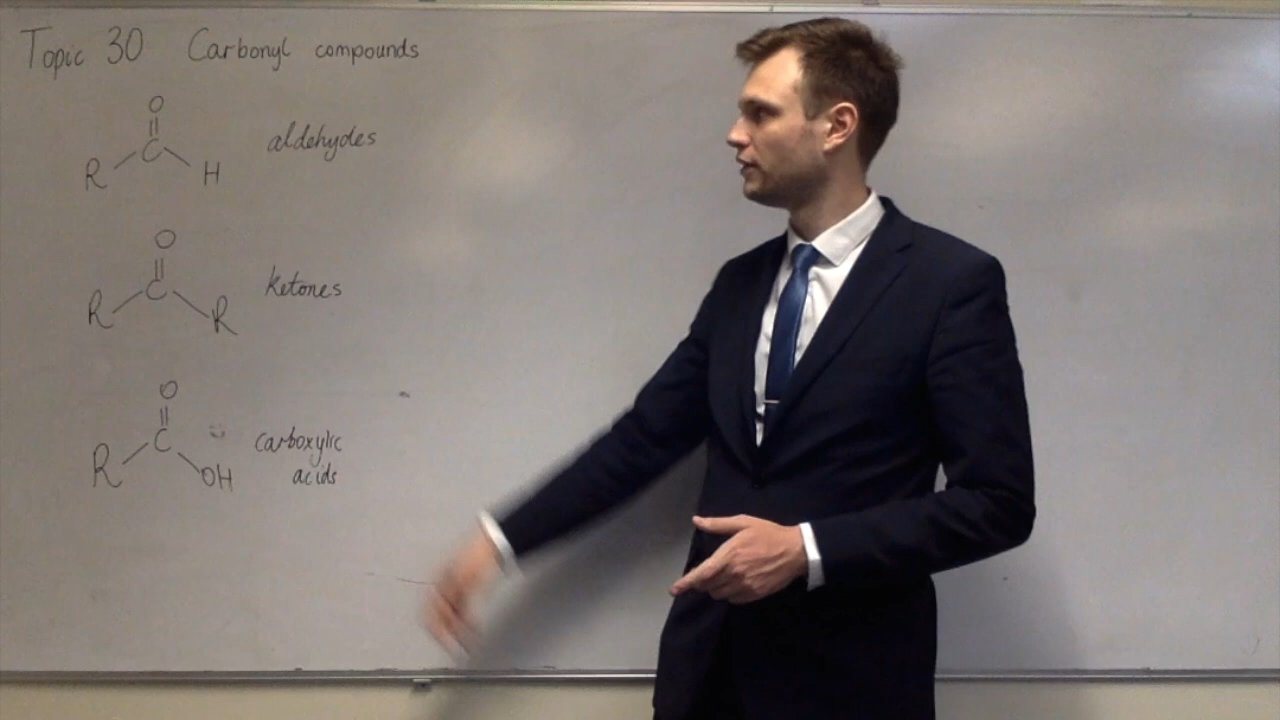 Topic 30 Carbonyl compounds
O
C
R H
aldehydes
O
C
R R
ketones
O
C
R OH
carboxylic
acids